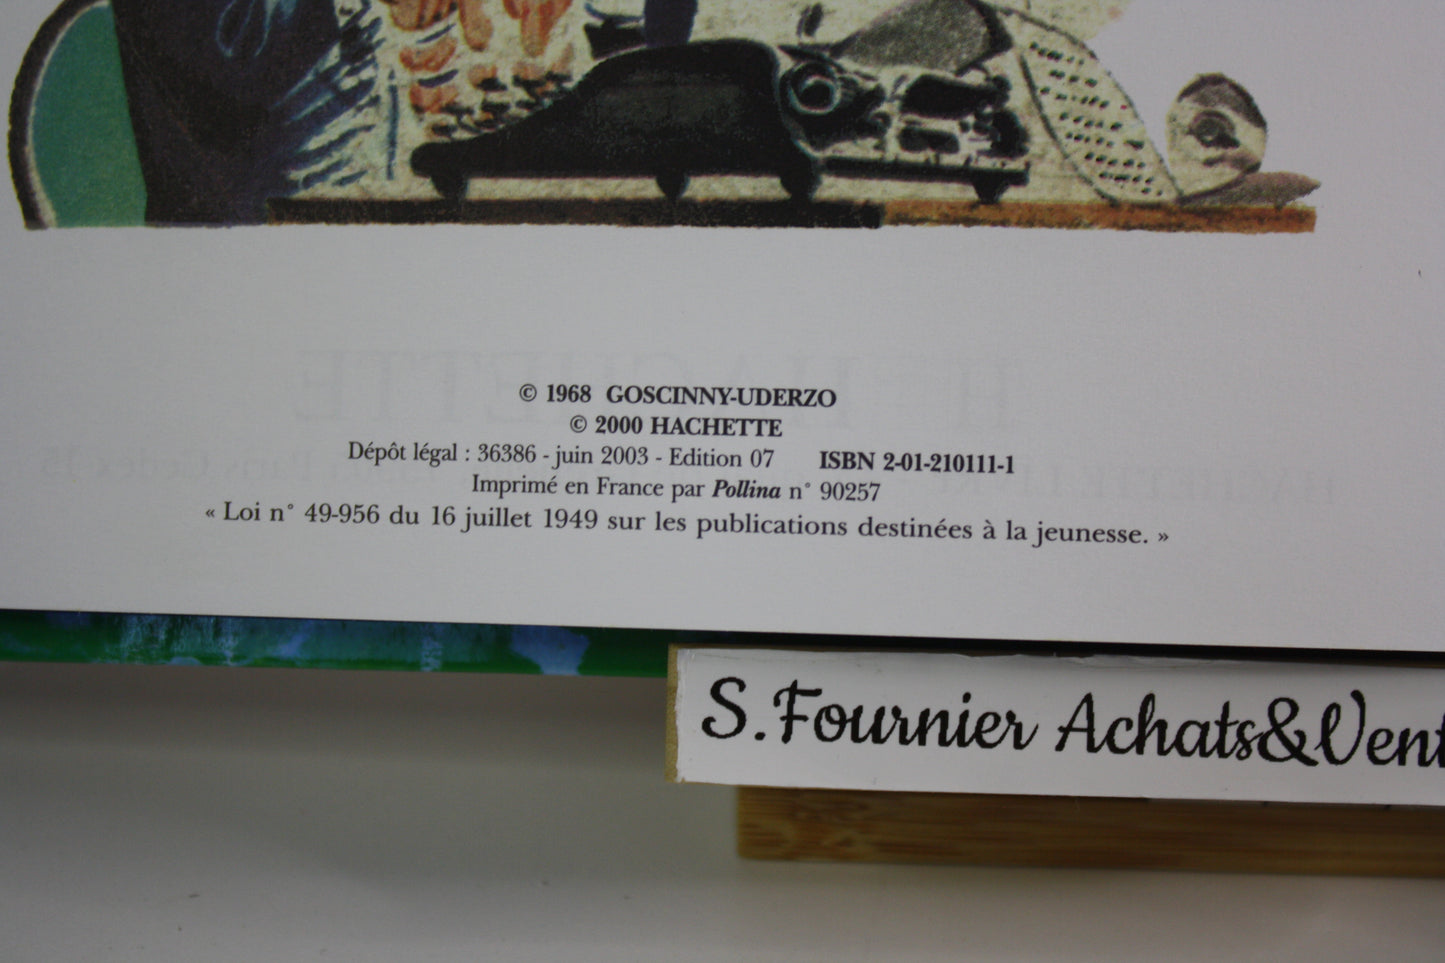 © 1968 GOSCINNY-UDERZO
© 2000 HACHETTE
Dépôt légal : 36386 - juin 2003 - Edition 07 ISBN 2-01-210111-1
Imprimé en France par Pollina n° 90257
« Loi n° 49-956 du 16 juillet 1949 sur les publications destinées à la jeunesse. »
S.Fournier Achats&Vent